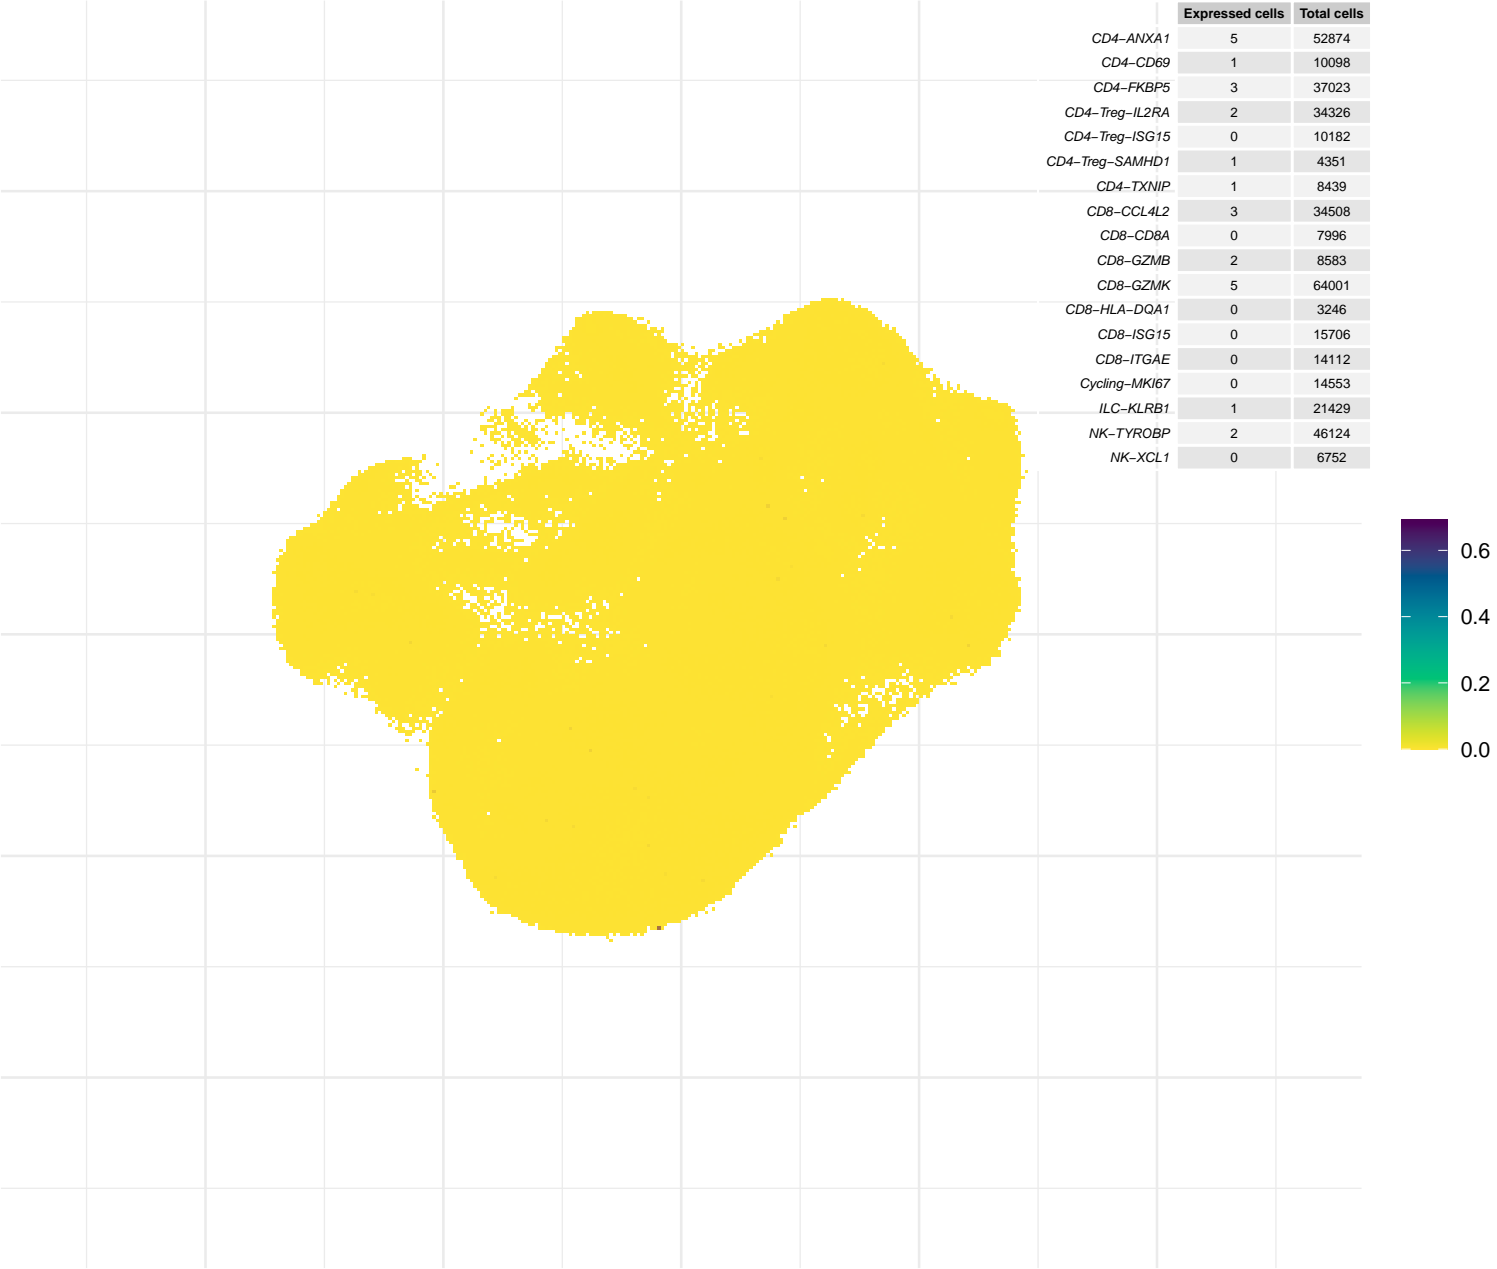 Expressed cells Total cells
CD4−ANXA1 5 52874
CD4−CD69 1 10098
CD4−FKBP5 3 37023
CD4−Treg−IL2RA 2 34326
CD4−Treg−ISG15 0 10182
CD4−Treg−SAMHD1 1 4351
CD4−TXNIP 1 8439
CD8−CCL4L2 3 34508
CD8−CD8A 0 7996
CD8−GZMB 2 8583
CD8−GZMK 5 64001
CD8−HLA−DQA1 0 3246
CD8−ISG15 0 15706
CD8−ITGAE 0 14112
Cycling−MKI67 0 14553
ILC−KLRB1 1 21429
NK−TYROBP 2 46124
NK−XCL1 0 6752
0.6
0.4
0.2
0.0